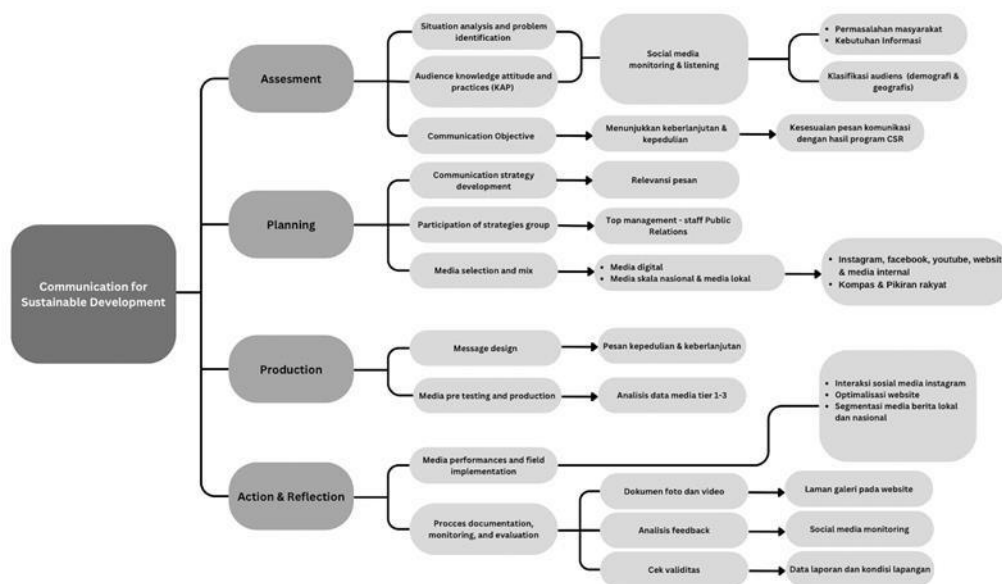 Communication for
Sustainable Development
Assesment
Situation analysis and problem
identification
Audience knowledge attitude and
practices (KAP)
Social media
monitoring & listening
• Permasalahan masyarakat
• Kebutuhan Informasi
Klasifikasi audiens (demografi &
geografis)
Communication Objective
Menunjukkan keberlanjutan &
kepedulian
Kesesuaian pesan komunikasi
dengan hasil program CSR
Planning
Communication strategy
development
Relevansi pesan
Participation of strategies group
Top management - staff Public
Relations
Media selection and mix
• Media digital
• Media skala nasional & media lokal
• Instagram, facebook, youtube, websit
& media internal
• Kompas & Pikiran rakyat
Production
Message design
Pesan kepedulian & keberlanjutan
Media pre testing and production
Analisis data media tier 1-3
Action & Reflection
Media performances and field
implementation
• Interaksi sosial media instagram
• Optimalisasi website
• Segmentasi media berita lokal
dan nasional
Procces documentation,
monitoring, and evaluation
Dokumen foto dan video
Laman galeri pada website
Analisis feedback
Social media monitoring
Cek validitas
Data laporan dan kondisi lapangan